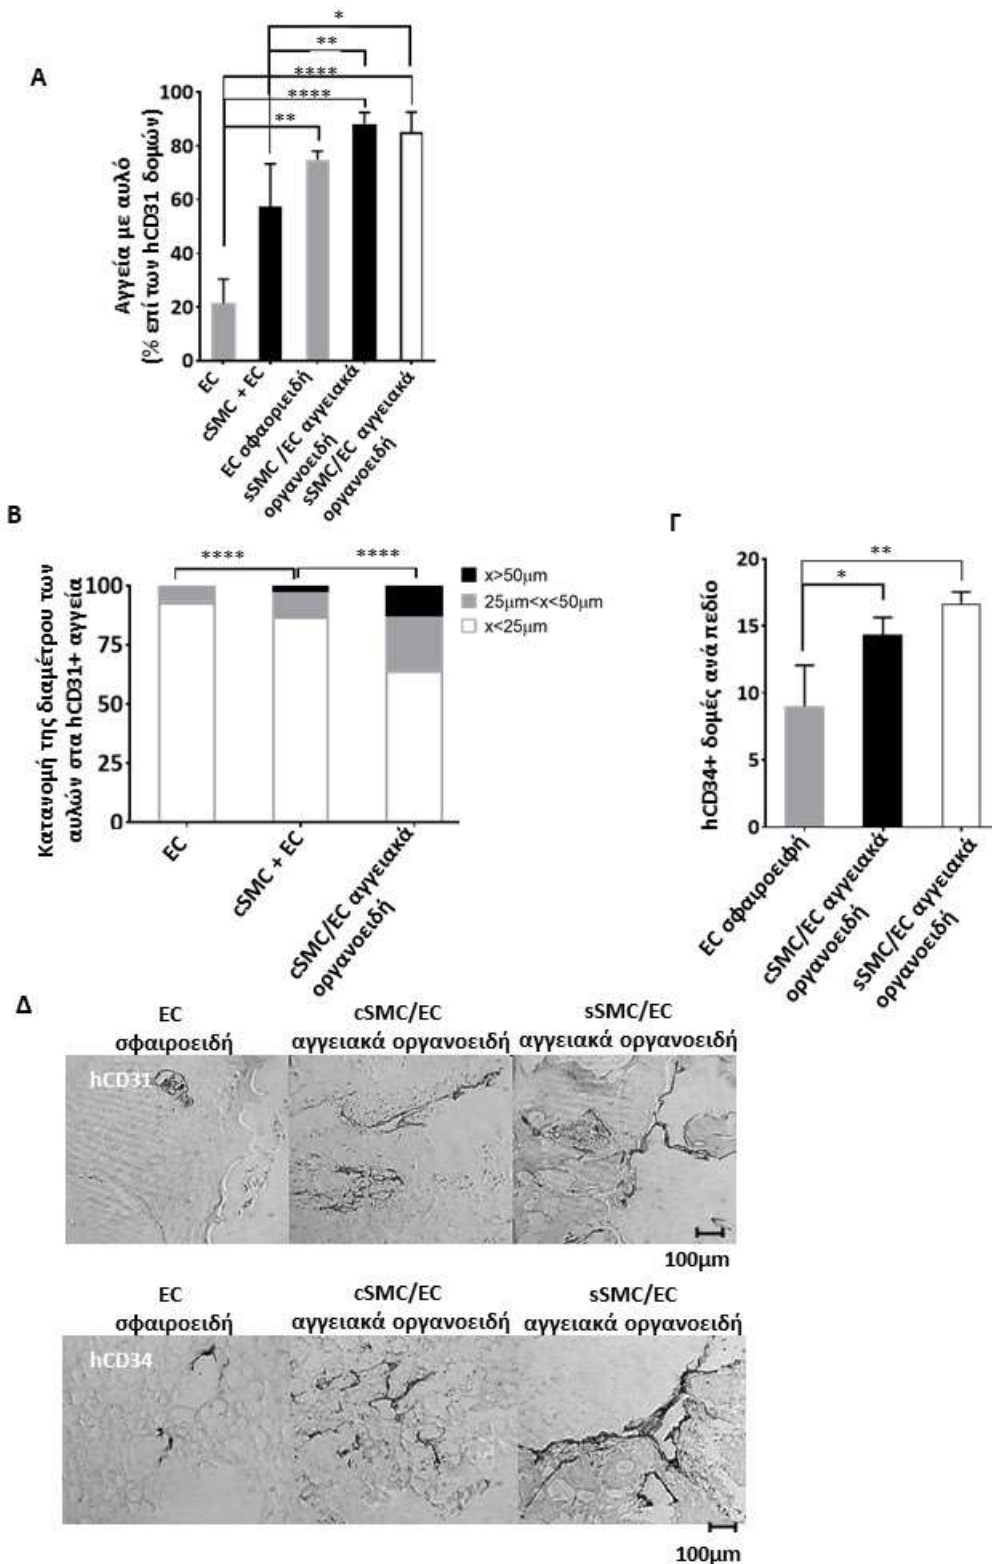 A
*
**
****
****
**
Αγγεία με αυλό
(% επί των hCD31 δομών)
100
80
60
40
20
0
EC
cSMC + EC
EC σφαοριειδή
sSMC /EC αγγειακά
οργανοειδή
sSMC/EC αγγειακά
οργανοειδή
B
****
****
Κατανομή της διαμέτρου των
αυλών στα hCD31+ αγγεία
100
75
50
25
0
x>50μm
25μm<x<50μm
x<25μm
EC
cSMC + EC
cSMC/EC αγγειακά
οργανοειδή
Γ
**
*
hCD34+ δομές ανά πεδίο
20
15
10
5
0
EC σφαιροειφή
cSMC/EC αγγειακά
οργανοειδή
sSMC/EC αγγειακά
οργανοειδή
Δ
EC
σφαιροειδή
cSMC/EC
αγγειακά οργανοειδή
sSMC/EC
αγγειακά οργανοειδή
hCD31
100μm
EC
σφαιροειδή
cSMC/EC
αγγειακά οργανοειδή
sSMC/EC
αγγειακά οργανοειδή
hCD34
100μm